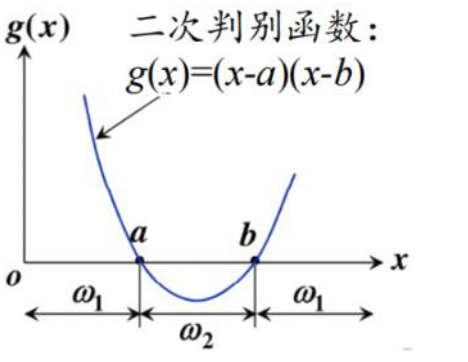 g(x)
二次判别函数：
g(x)=(x-a)(x-b)
a
b
x
o
ω₁
ω₂
ω₁